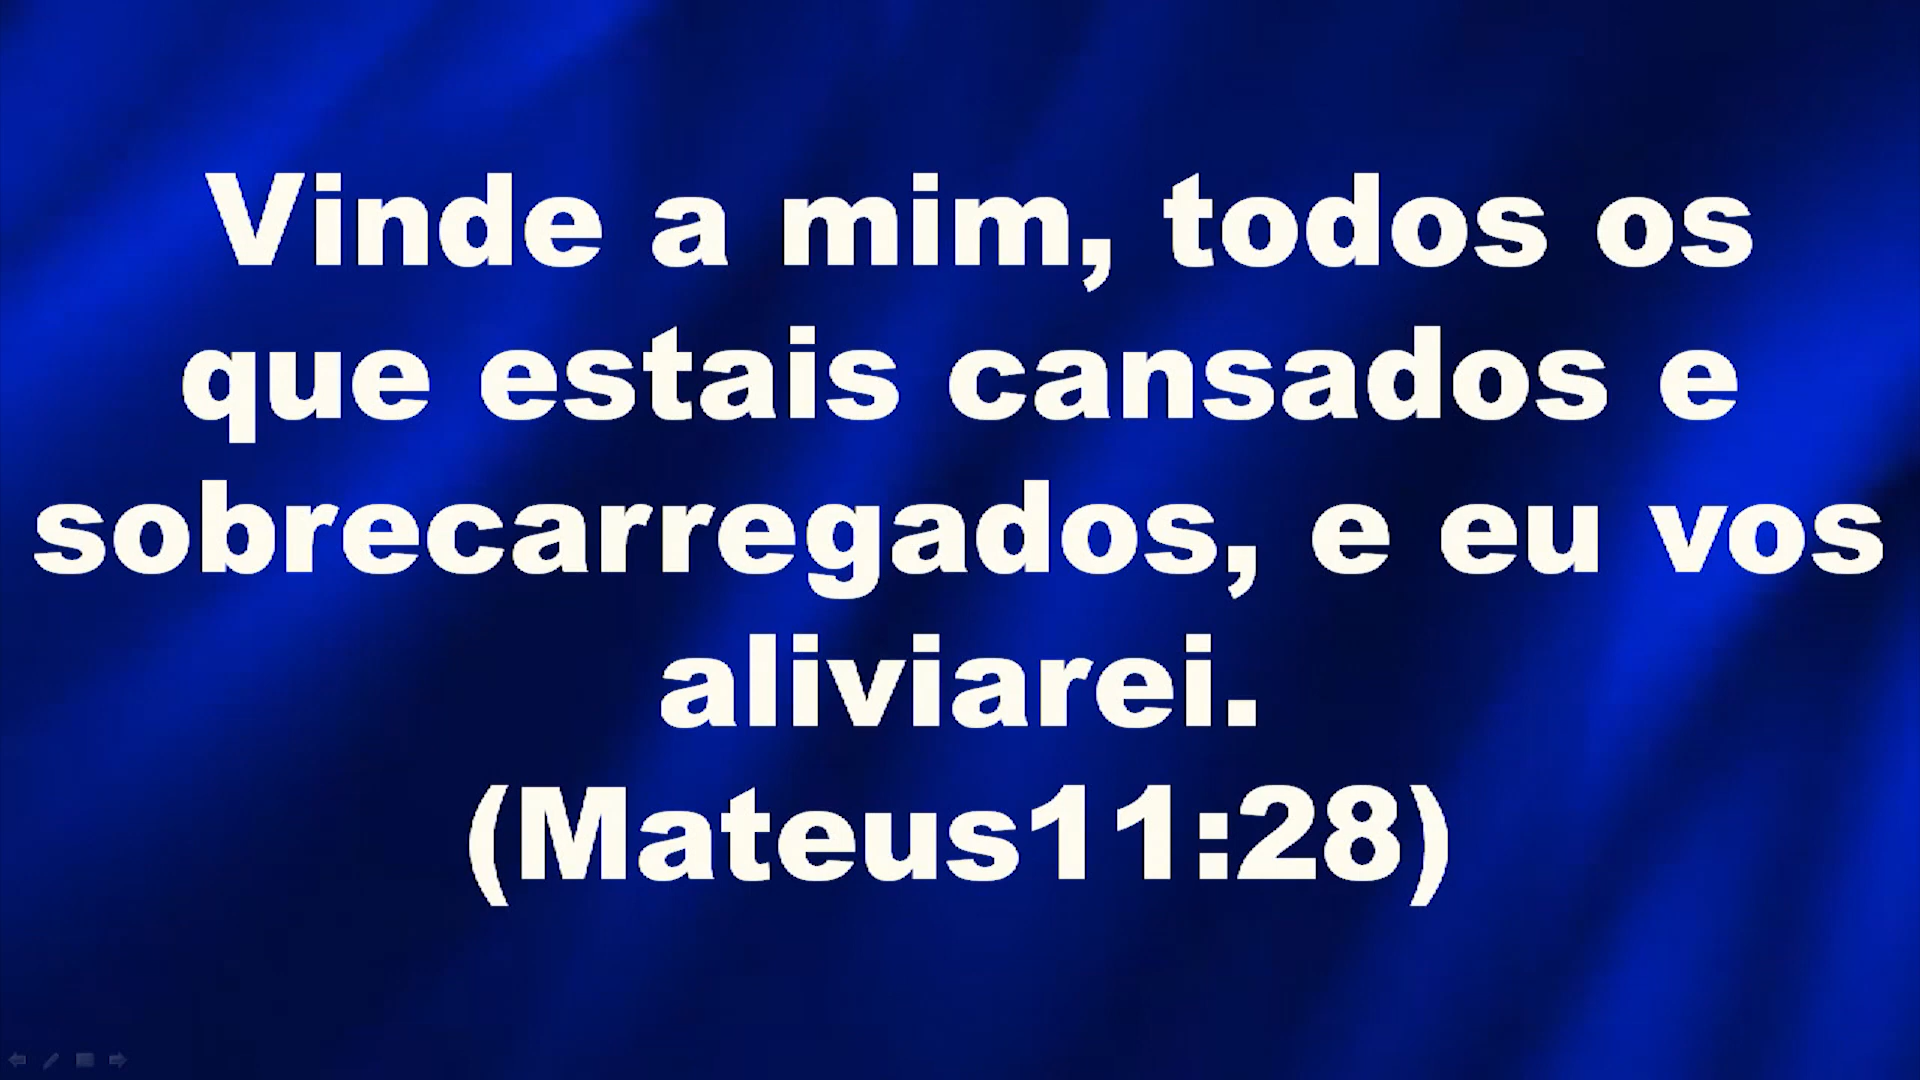 Vinde a mim, todos os
que estais cansados e
sobrecarregados, e eu vos
aliviarei.
(Mateus11:28)